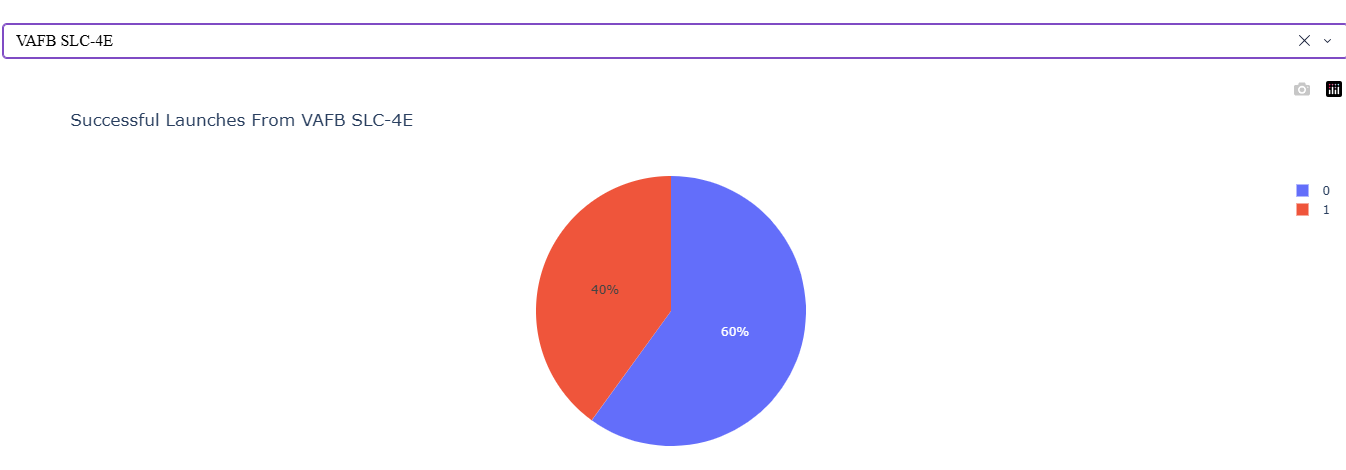 VAFB SLC-4E
Successful Launches From VAFB SLC-4E
0
1
40%
60%